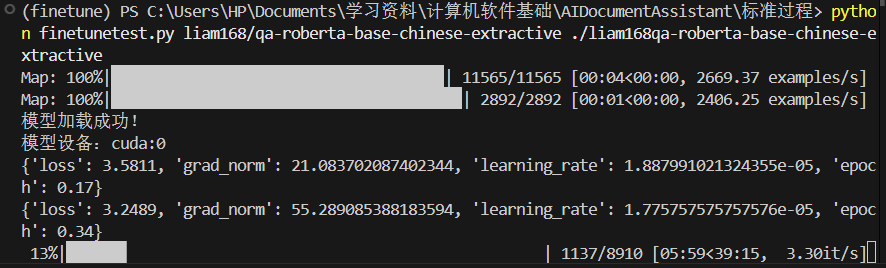 (finetune) PS C:\Users\HP\Documents\学习资料\计算机软件基础\AIDocumentAssistant\标准过程> pytho
n finetunetest.py liam168/qa-roberta-base-chinese-extractive ./liam168qa-roberta-base-chinese-e
xtractive
Map: 100%|| 11565/11565 [00:04<00:00, 2669.37 examples/s]
Map: 100%|| 2892/2892 [00:01<00:00, 2406.25 examples/s]
模型加载成功!
模型设备: cuda:0
{'loss': 3.5811, 'grad_norm': 21.083702087402344, 'learning_rate': 1.887991021324355e-05, 'epoc
h': 0.17}
{'loss': 3.2489, 'grad_norm': 55.289085388183594, 'learning_rate': 1.775757575757576e-05, 'epoc
h': 0.34}
13%|| 1137/8910 [05:59<39:15, 3.30it/s]